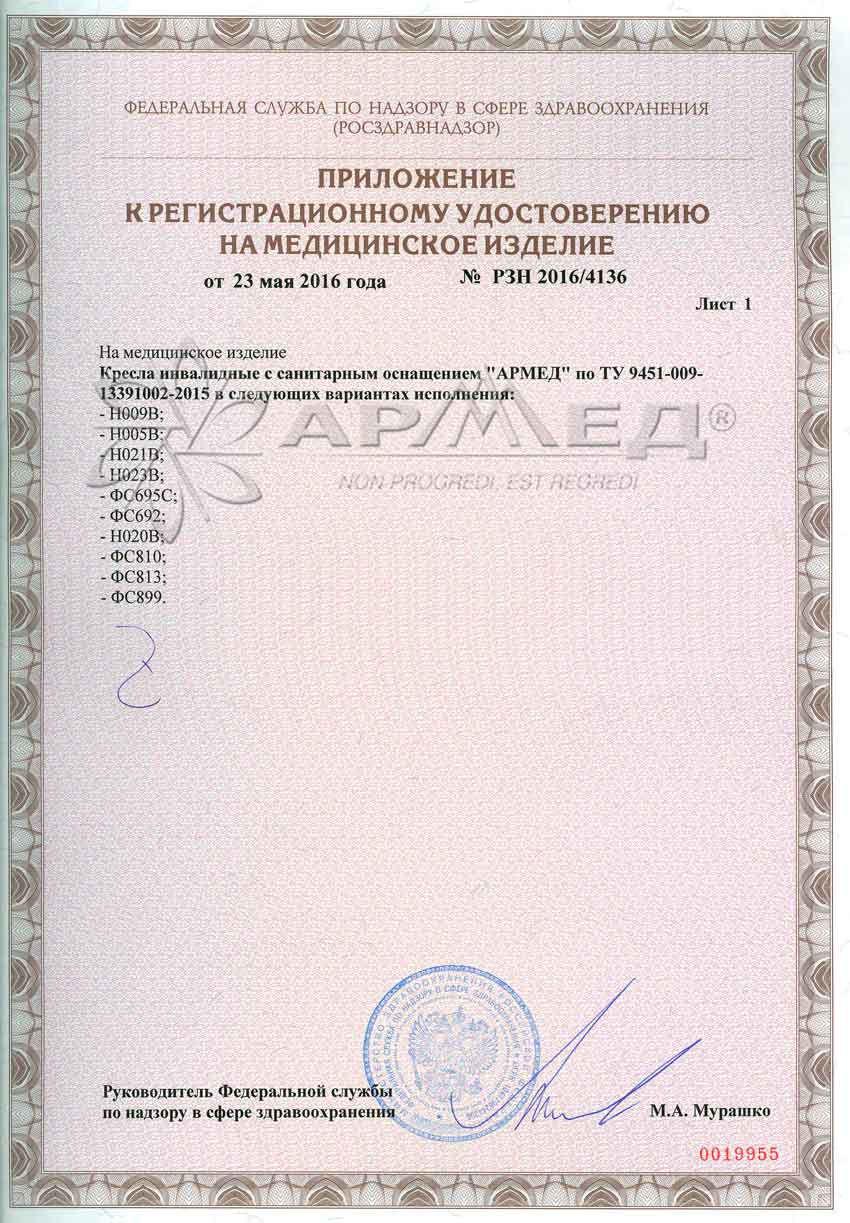 ФЕДЕРАЛЬНАЯ СЛУЖБА ПО НАДЗОРУ В СФЕРЕ ЗДРАВООХРАНЕНИЯ
(РОСЗДРАВНАДЗОР)
ПРИЛОЖЕНИЕ
К РЕГИСТРАЦИОННОМУ УДОСТОВЕРЕНИЮ
НА МЕДИЦИНСКОЕ ИЗДЕЛИЕ
от 23 мая 2016 года № РЗН 2016/4136
Лист 1
На медицинское изделие
Кресла инвалидные с санитарным оснащением "АРМЕД" по ТУ 9451-009-
13391002-2015 в следующих вариантах исполнения:
- Н009В;
- Н005В;
- Н021В;
- Н023В;
- ФС695С;
- ФС692;
- Н020В;
- ФС810;
- ФС813;
- ФС899.
АРМЕД®
NON PROGREDI, EST REGREDI
Руководитель Федеральной службы
по надзору в сфере здравоохранения
М.А. Мурашко
0019955